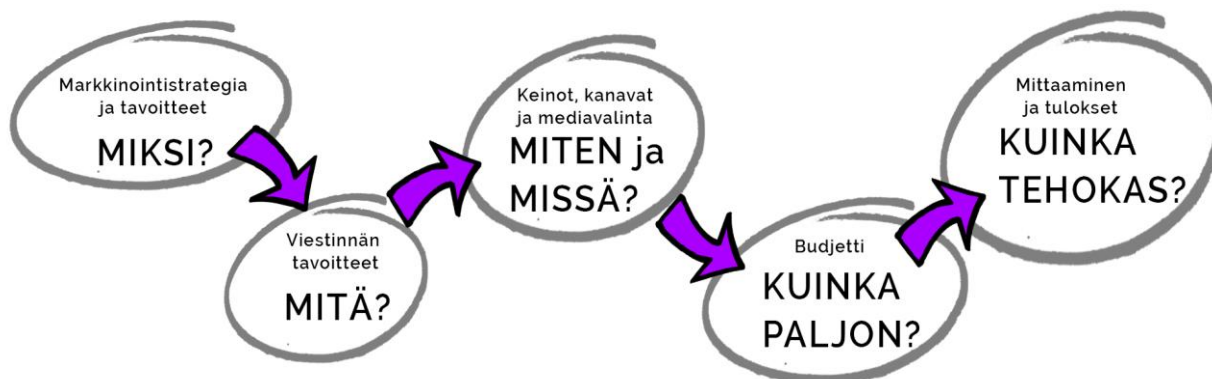 Markkinointistrategia
ja tavoitteet
MIKSI?
Viestinnän
tavoitteet
MITÄ?
Keinot, kanavat
ja mediavalinta
MITEN ja
MISSÄ?
Budjetti
KUINKA
PALJON?
Mittaaminen
ja tulokset
KUINKA
TEHOKAS?